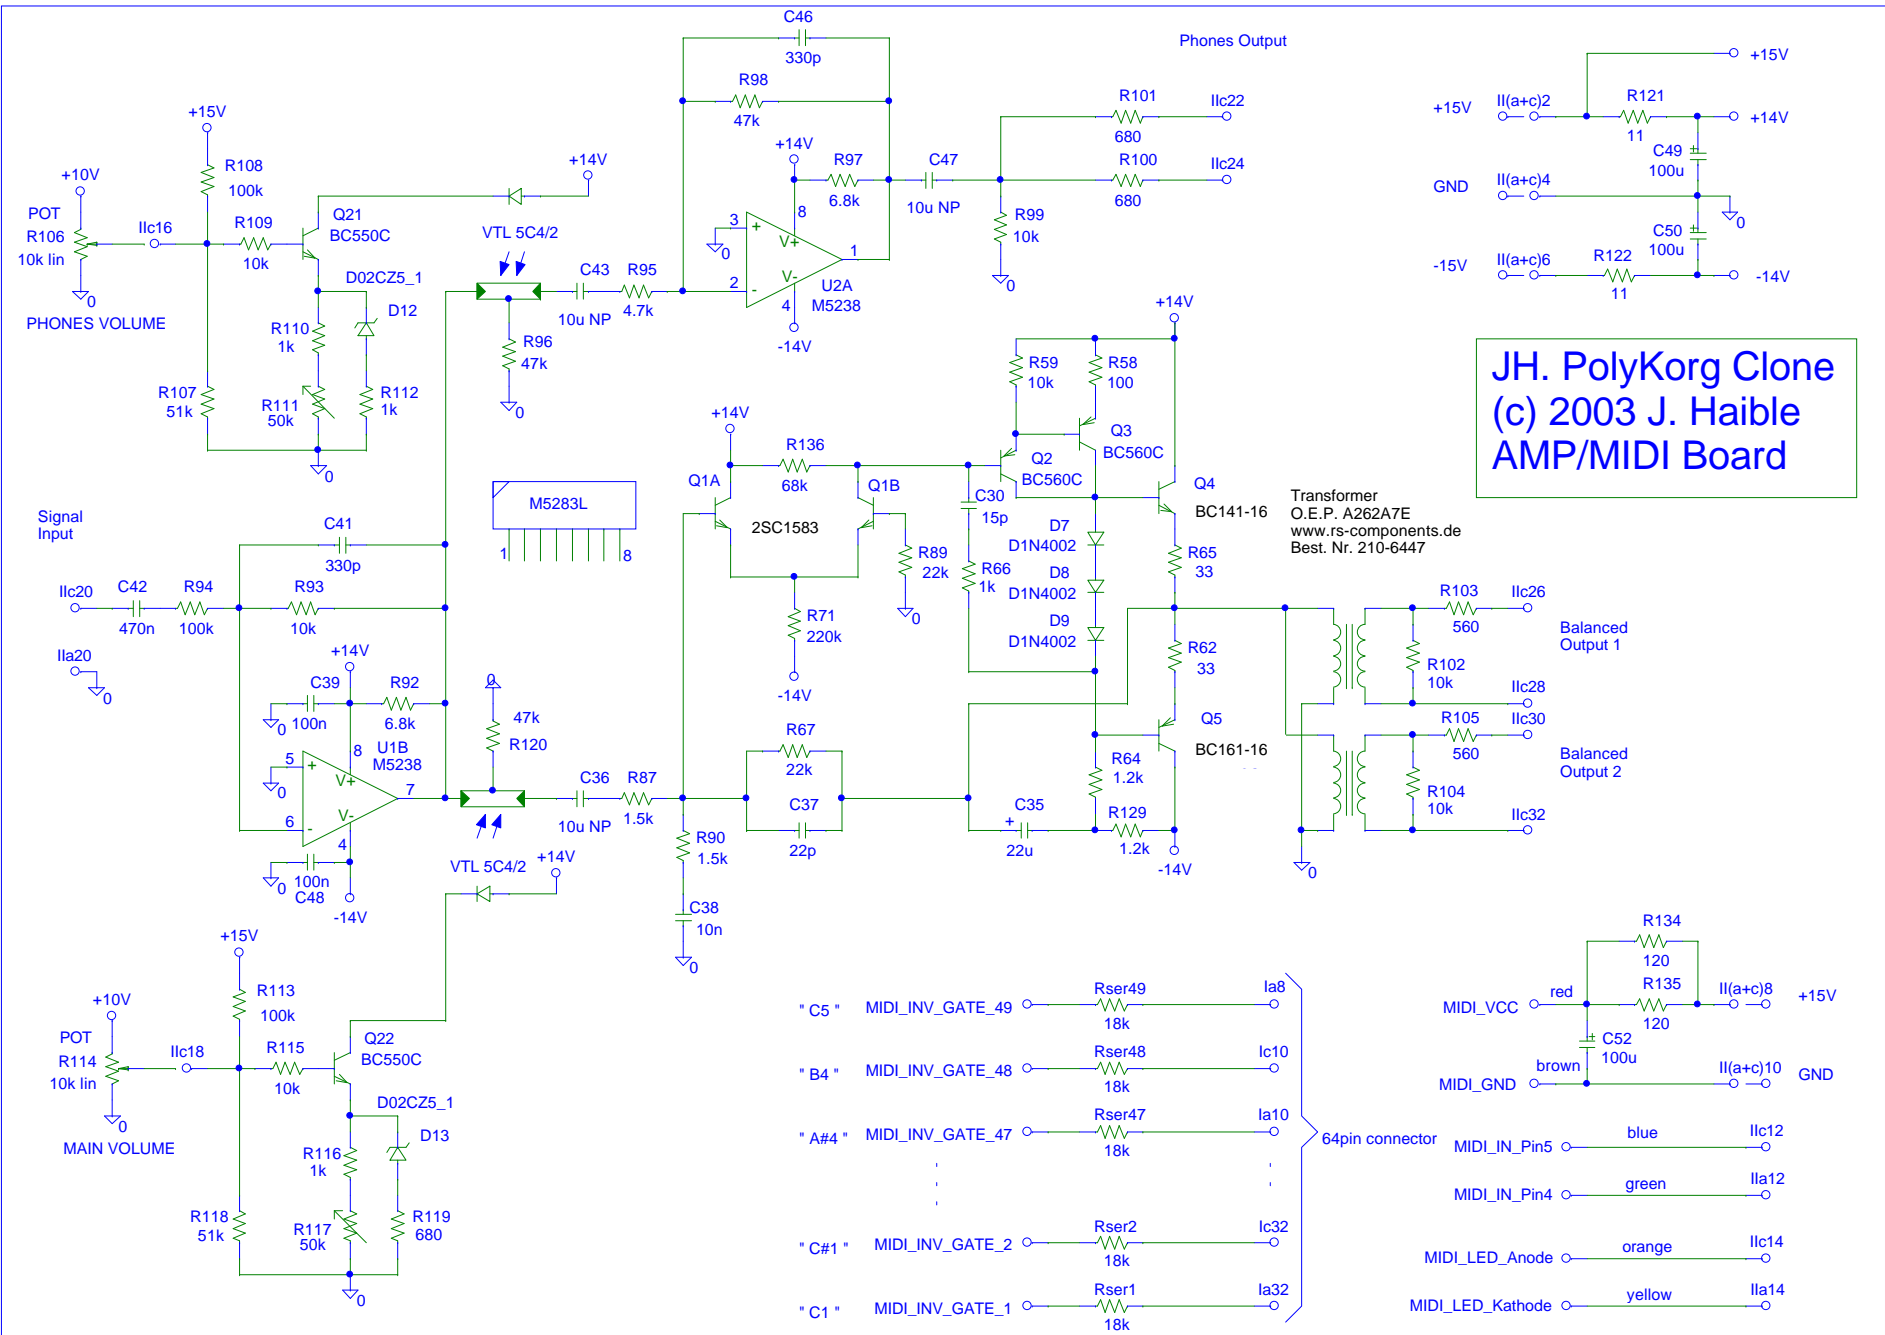 C46
330p
R98
47k
Phones Output
+15V
R108
100k
+10V
POT
R106
10k lin
IIc16
R109
10k
Q21
BC550C
+14V
VTL 5C4/2
D02CZ5_1
D12
0
PHONES VOLUME
R110
1k
R107
51k
R111
50k
R112
1k
0
C43
10u NP
R95
4.7k
R96
47k
0
+14V
R97
6.8k
3
+
8
V+
V-
1
2
-
4
0
U2A
M5238
-14V
C47
10u NP
R101
680
IIc22
R100
680
IIc24
R99
10k
0
+15V
+15V
II(a+c)2
R121
11
+14V
C49
+
100u
GND
II(a+c)4
0
C50
+
100u
-15V
II(a+c)6
R122
11
-14V
JH. PolyKorg Clone
(c) 2003 J. Haible
AMP/MIDI Board
Signal
Input
IIc20
C42
470n
R94
100k
C41
330p
R93
10k
IIa20
0
+14V
C39
100n
0
R92
6.8k
U1B
M5238
5
+
8
V+
V-
7
6
-
4
0
0
100n
C48
-14V
M5283L
1
8
0
47k
R120
VTL 5C4/2
+14V
C36
10u NP
R87
1.5k
R90
1.5k
C38
10n
0
+14V
R136
68k
Q1A
Q1B
2SC1583
R71
220k
-14V
R89
22k
0
R67
22k
C37
22p
+14V
R59
10k
R58
100
Q3
BC560C
Q2
BC560C
C30
15p
R66
1k
D7
D1N4002
D8
D1N4002
D9
D1N4002
Q4
BC141-16
R65
33
R62
33
Q5
BC161-16
R64
1.2k
C35
+
22u
R129
1.2k
-14V
Transformer
O.E.P. A262A7E
www.rs-components.de
Best. Nr. 210-6447
R103
560
IIc26
R102
10k
Balanced
Output 1
IIc28
R105
560
IIc30
R104
10k
Balanced
Output 2
IIc32
0
+15V
R113
100k
+10V
POT
R114
10k lin
IIc18
R115
10k
Q22
BC550C
D02CZ5_1
D13
0
MAIN VOLUME
R116
1k
R118
51k
R117
50k
R119
680
0
" C5 " MIDI_INV_GATE_49 Rser49 18k Ia8
" B4 " MIDI_INV_GATE_48 Rser48 18k Ic10
" A#4 " MIDI_INV_GATE_47 Rser47 18k Ia10
64pin connector
" C#1 " MIDI_INV_GATE_2 Rser2 18k Ic32
" C1 " MIDI_INV_GATE_1 Rser1 18k Ia32
R134
120
MIDI_VCC
red
R135
120
II(a+c)8
+15V
C52
+
100u
MIDI_GND
brown
II(a+c)10
GND
MIDI_IN_Pin5 blue IIc12
MIDI_IN_Pin4 green IIa12
MIDI_LED_Anode orange IIc14
MIDI_LED_Kathode yellow IIa14